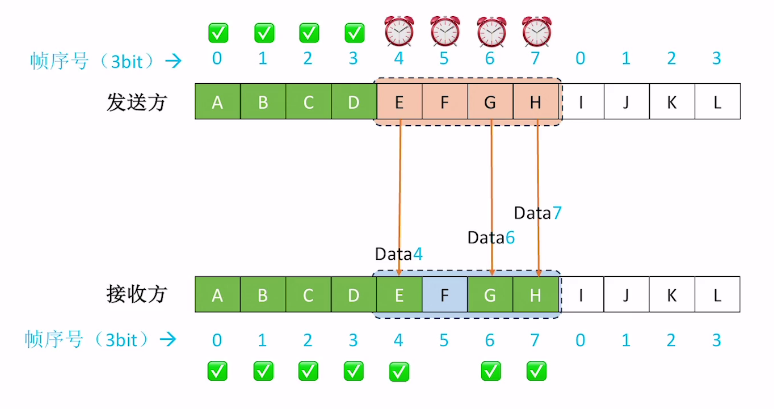 帧序号（3bit）→ 0 1 2 3 4 5 6 7 0 1 2 3
发送方 A B C D E F G H I J K L
Data7
Data6
Data4
接收方 A B C D E F G H I J K L
帧序号（3bit）→ 0 1 2 3 4 5 6 7 0 1 2 3